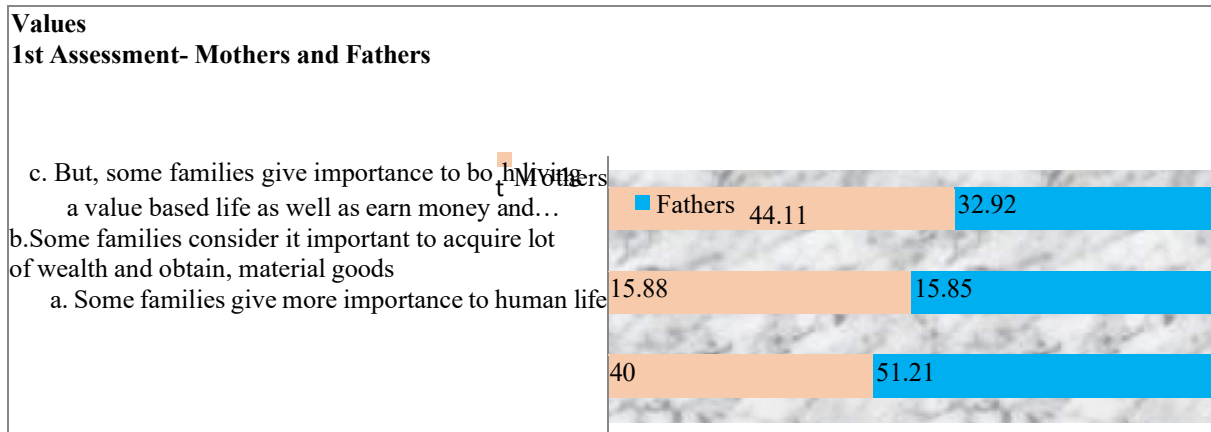 Values
1st Assessment- Mothers and Fathers
Mothers
Fathers
c. But, some families give importance to both living
a value based life as well as earn money and…
44.11
32.92
b.Some families consider it important to acquire lot
of wealth and obtain, material goods
15.88
15.85
a. Some families give more importance to human life
40
51.21